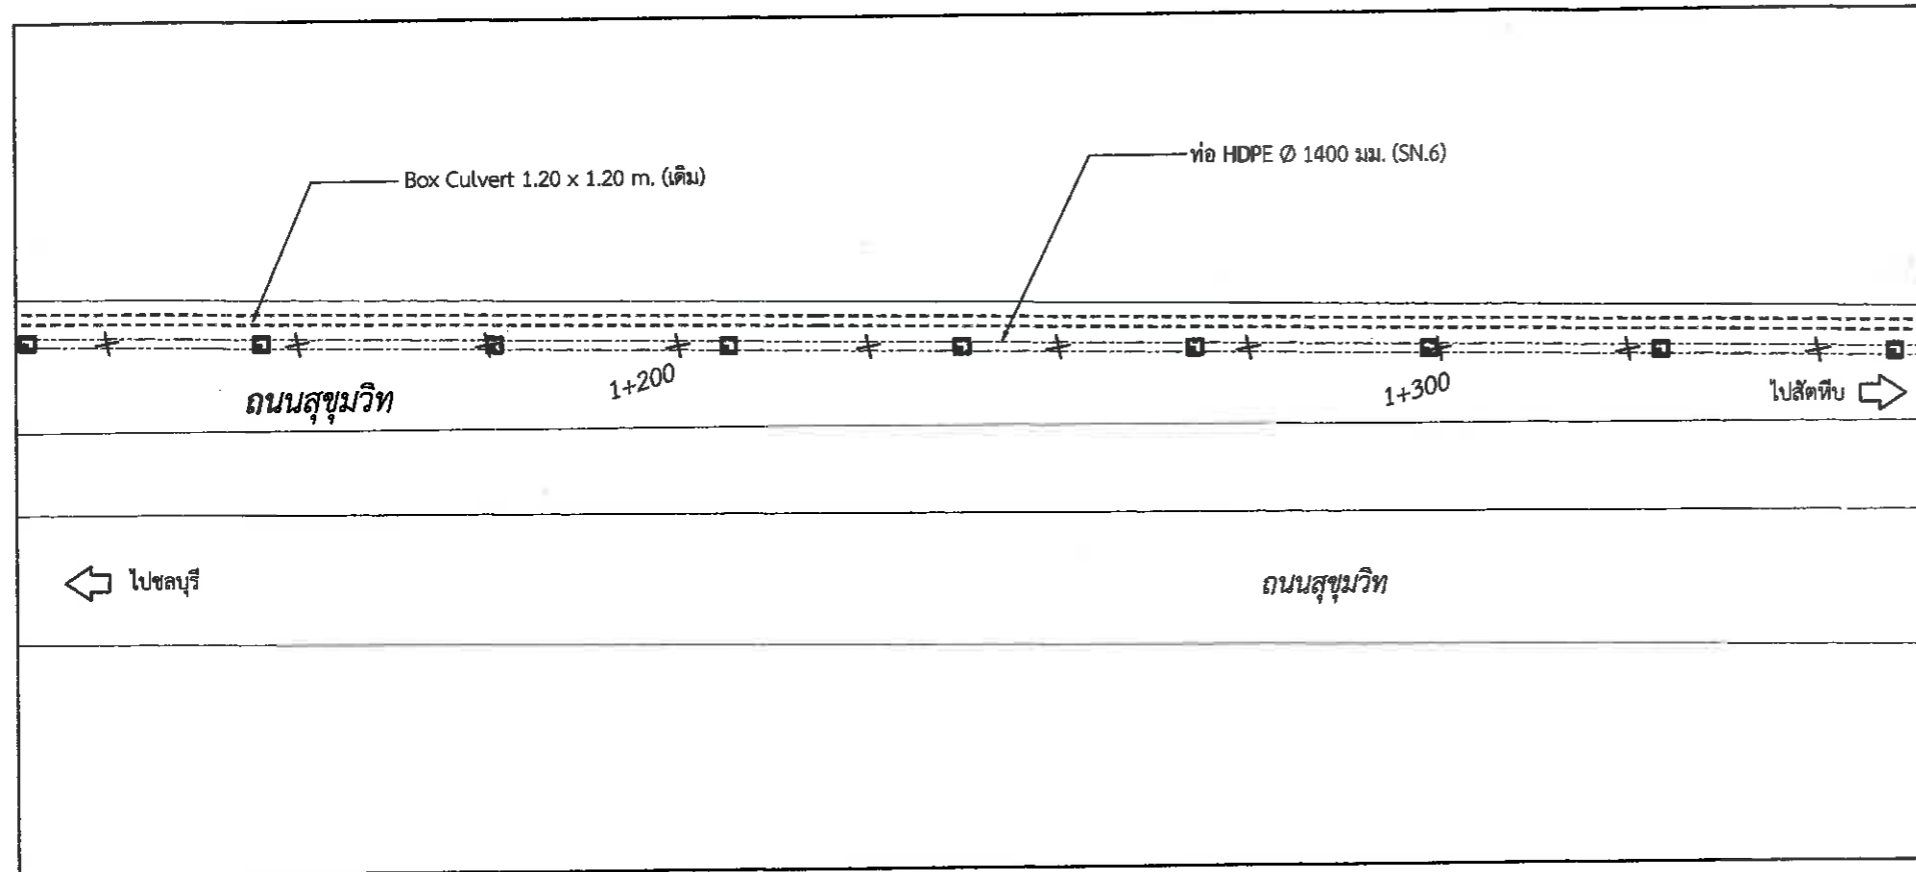 ท่อ HDPE Ø 1400 มม. (SN.6)
Box Culvert 1.20 x 1.20 m. (เดิม)
ถนนสุขุมวิท
1+200
1+300
ไปสัตหีบ
ไปชลบุรี
ถนนสุขุมวิท